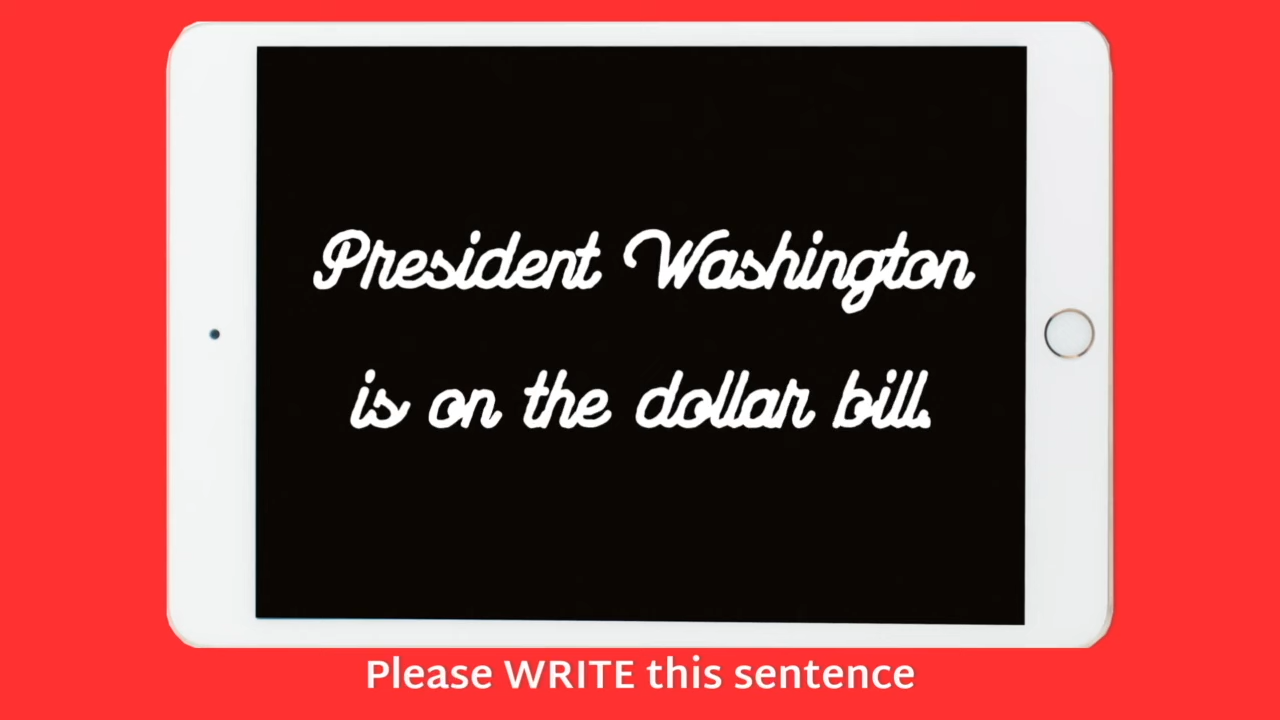 President Washington
is on the dollar bill.
Please WRITE this sentence